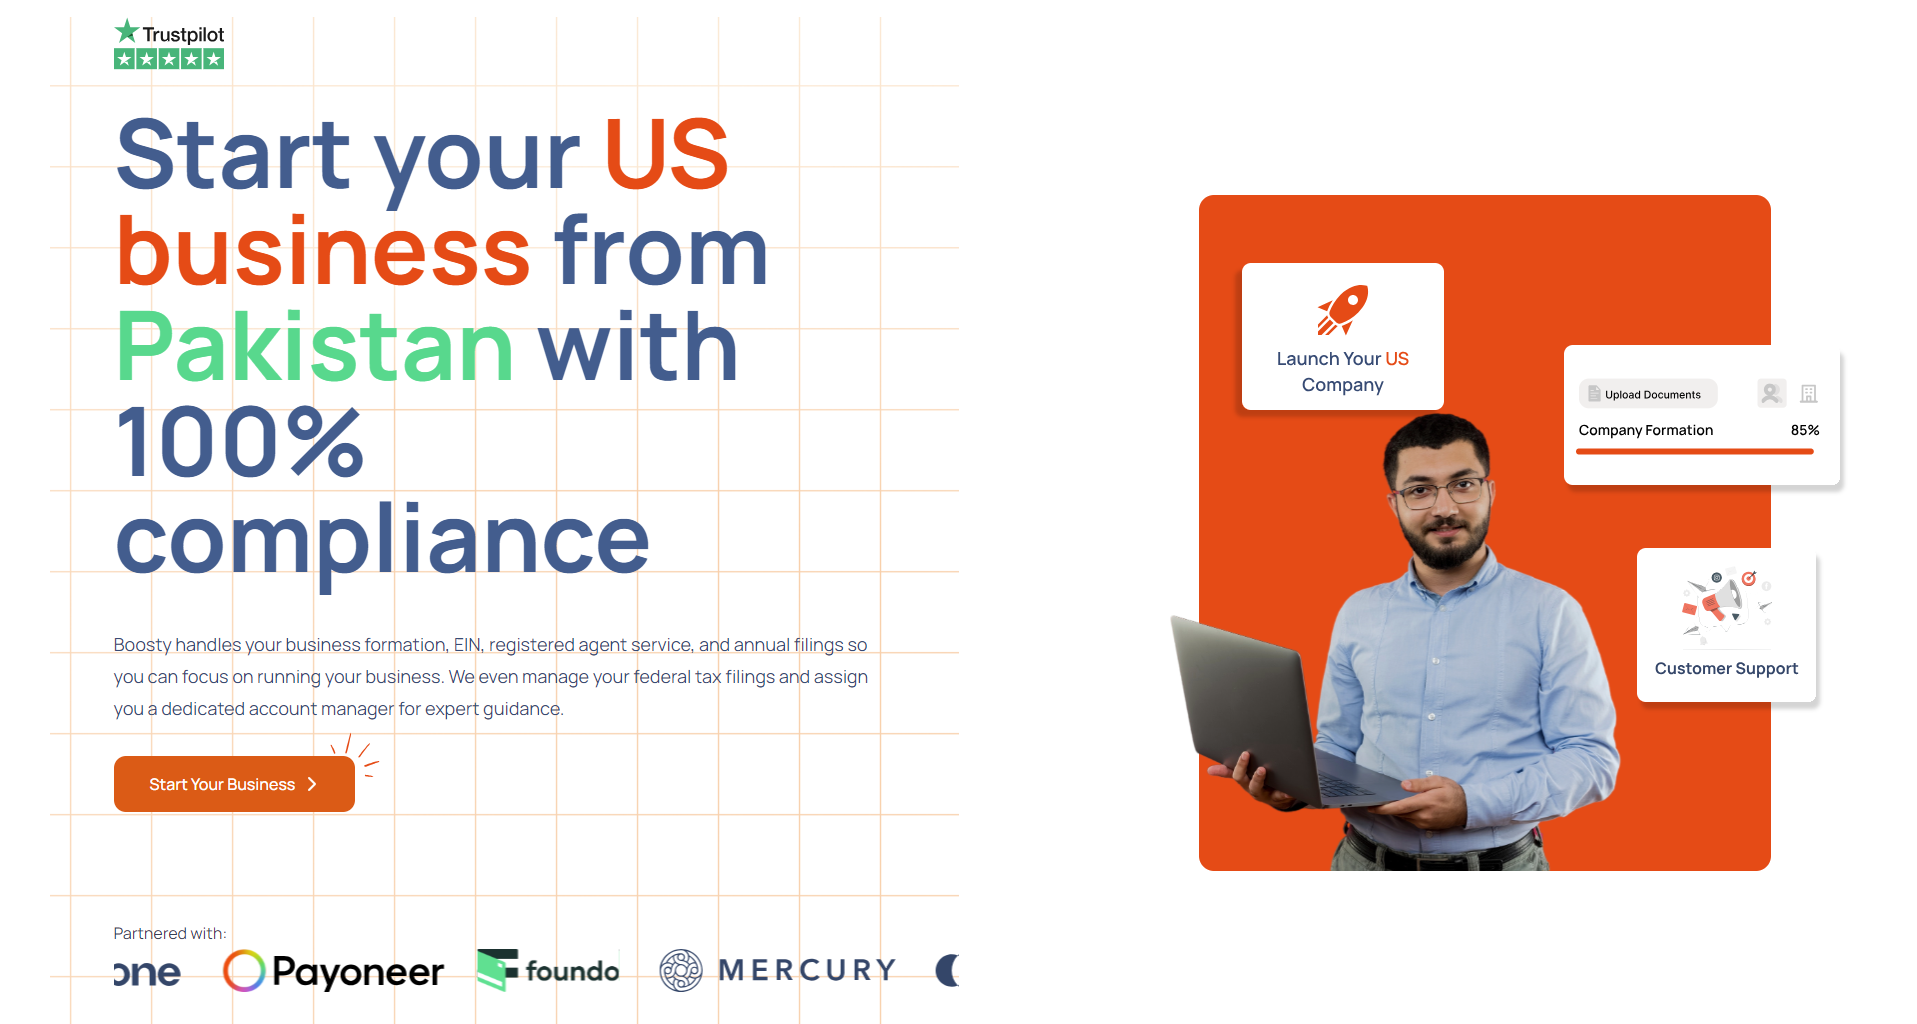 Trustpilot
Start your US
business from
Pakistan with
100%
compliance
Boosty handles your business formation, EIN, registered agent service, and annual filings so
you can focus on running your business. We even manage your federal tax filings and assign
you a dedicated account manager for expert guidance.
Start Your Business
Partnered with:
one
Payoneer
foundo
MERCURY
Launch Your US
Company
Upload Documents
Company Formation 85%
Customer Support